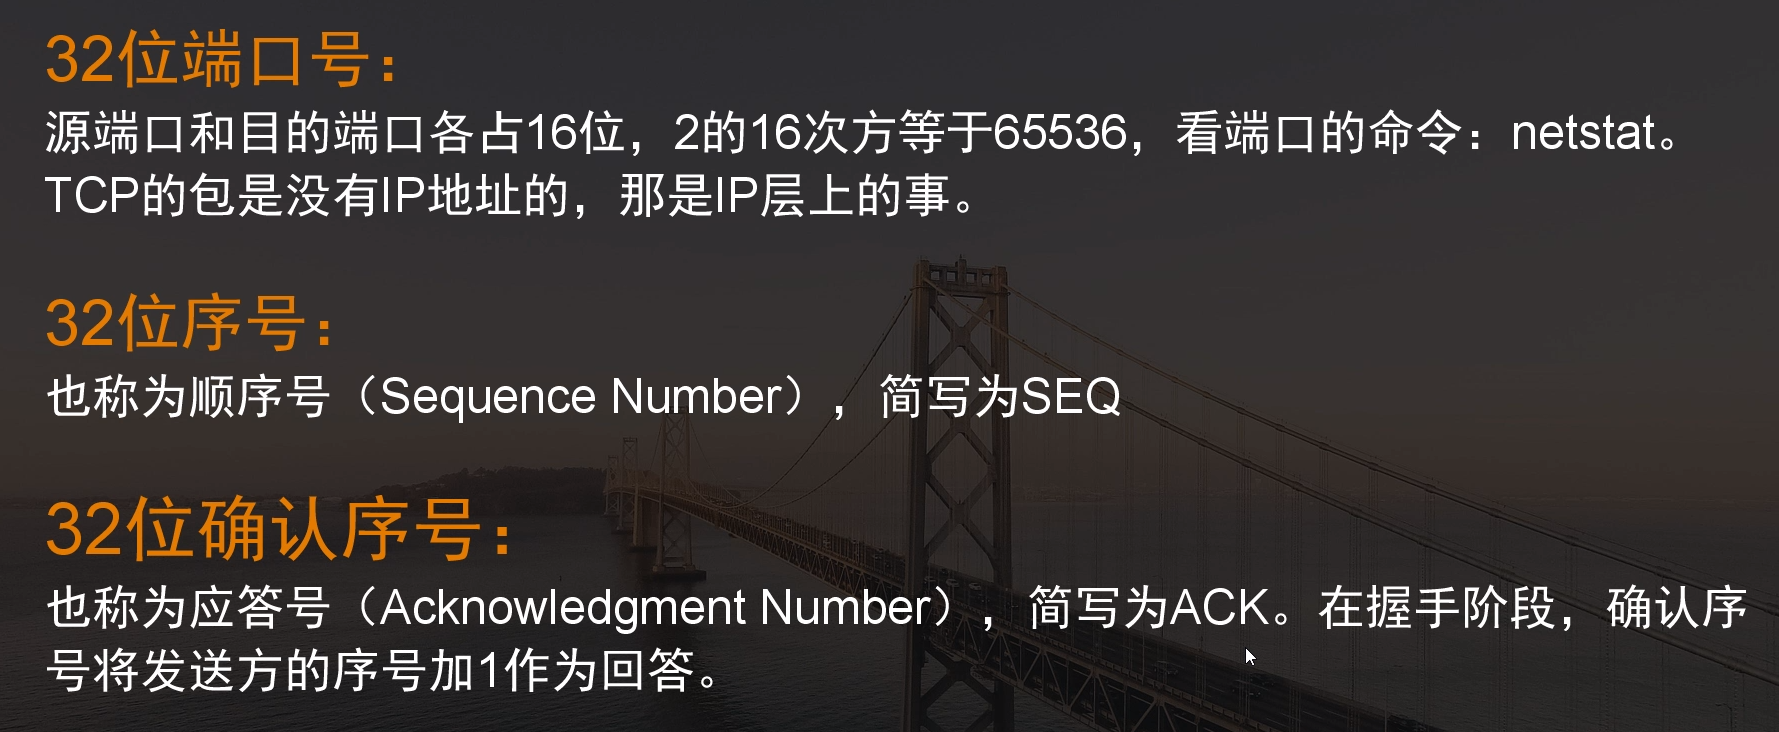 32位端口号：
源端口和目的端口各占16位，2的16次方等于65536，看端口的命令：netstat。
TCP的包是没有IP地址的，那是IP层上的事。
32位序号：
也称为顺序号（Sequence Number），简写为SEQ
32位确认序号：
也称为应答号（Acknowledgment Number），简写为ACK。在握手阶段，确认序
号将发送方的序号加1作为回答。